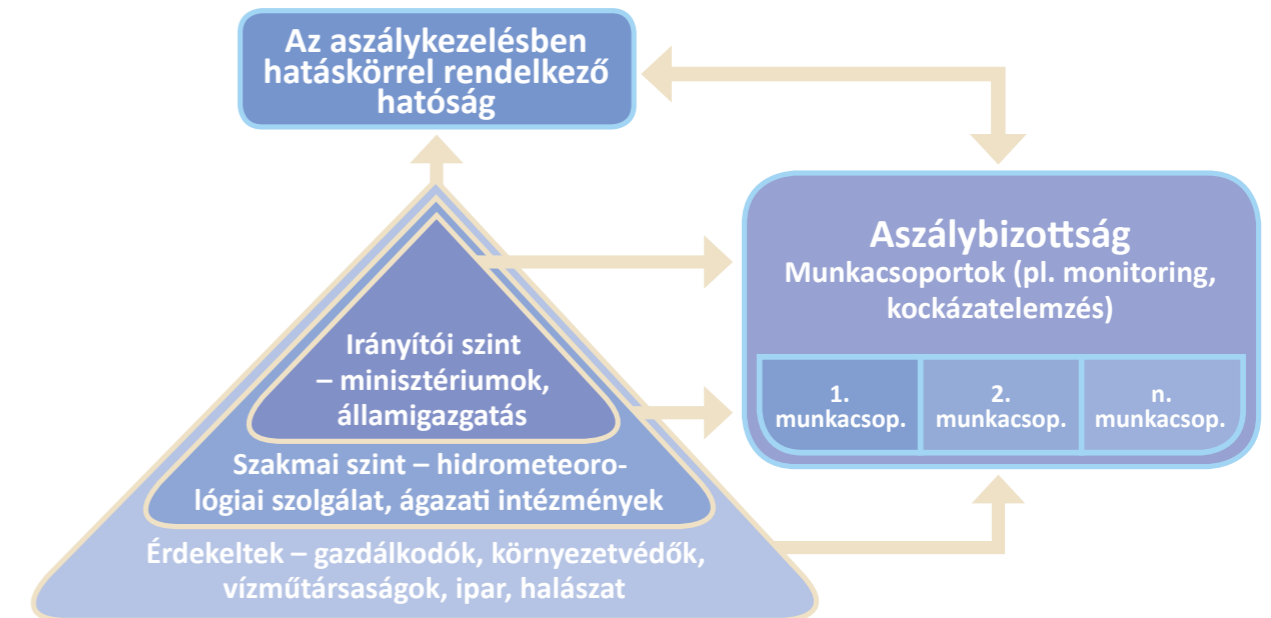 Az aszálykezelésben
hatáskörrel rendelkező
hatóság
Aszálybizottság
Munkacsoportok (pl. monitoring,
kockázatelemzés)
1.
munkacsop.
2.
munkacsop.
n.
munkacsop.
Irányítói szint
– minisztériumok,
államigazgatás
Szakmai szint – hidrometeoro-
lógiai szolgálat, ágazati intézmények
Érdekeltek – gazdálkodók, környezetvédők,
vízműtársaságok, ipar, halászat